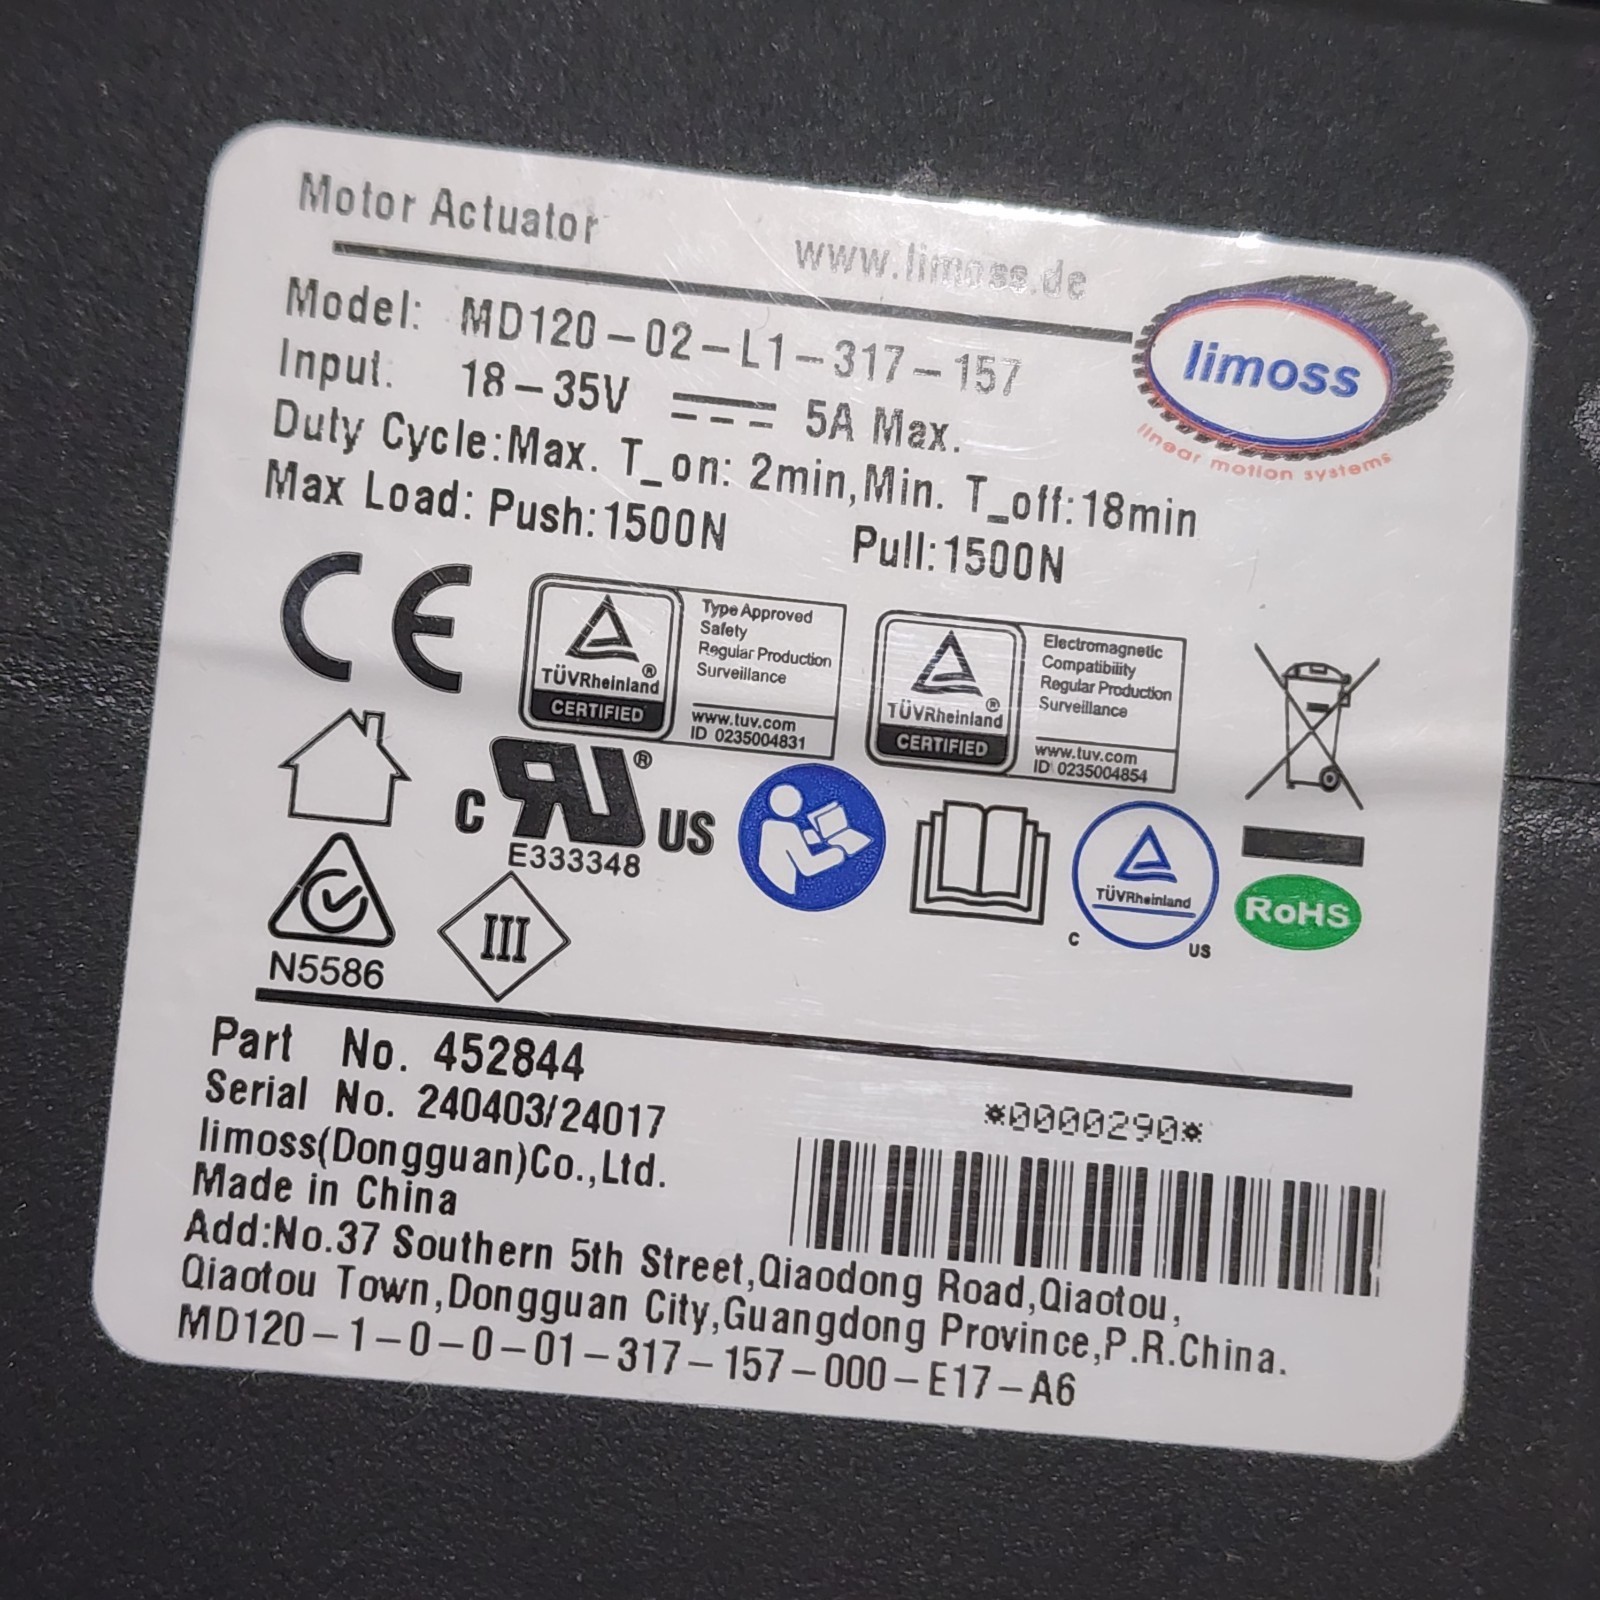 Motor Actuator www.limoss.de
limoss
linear motion systems
Model: MD120-02-L1-317-157
Input: 18-35V 5A Max.
Duty Cycle:Max. T_on: 2min,Min. T_off:18min
Max Load: Push:1500N Pull:1500N
CE
TÜVRheinland®
CERTIFIED
Type Approved
Safety
Regular Production
Surveillance
www.tuv.com
ID 0235004831
TÜVRheinland®
CERTIFIED
Electromagnetic
Compatibility
Regular Production
Surveillance
www.tuv.com
ID 0235004854
C RU® US
E333348
TÜVRheinland
C US
RoHS
N5586
III
Part No. 452844
Serial No. 240403/24017
*0000290*
limoss(Dongguan)Co.,Ltd.
Made in China
Add:No.37 Southern 5th Street,Qiaodong Road,Qiaotou,
Qiaotou Town,Dongguan City,Guangdong Province,P.R.China.
MD120-1-0-0-01-317-157-000-E17-A6